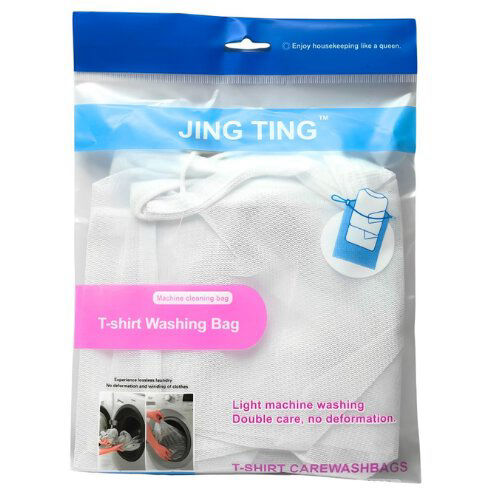 Enjoy housekeeping like a queen.
JING TING™
Machine cleaning bag
T-shirt Washing Bag
Experience lossless laundry
No deformation and winding of clothes
Light machine washing
Double care, no deformation.
T-SHIRT CAREWASHBAGS